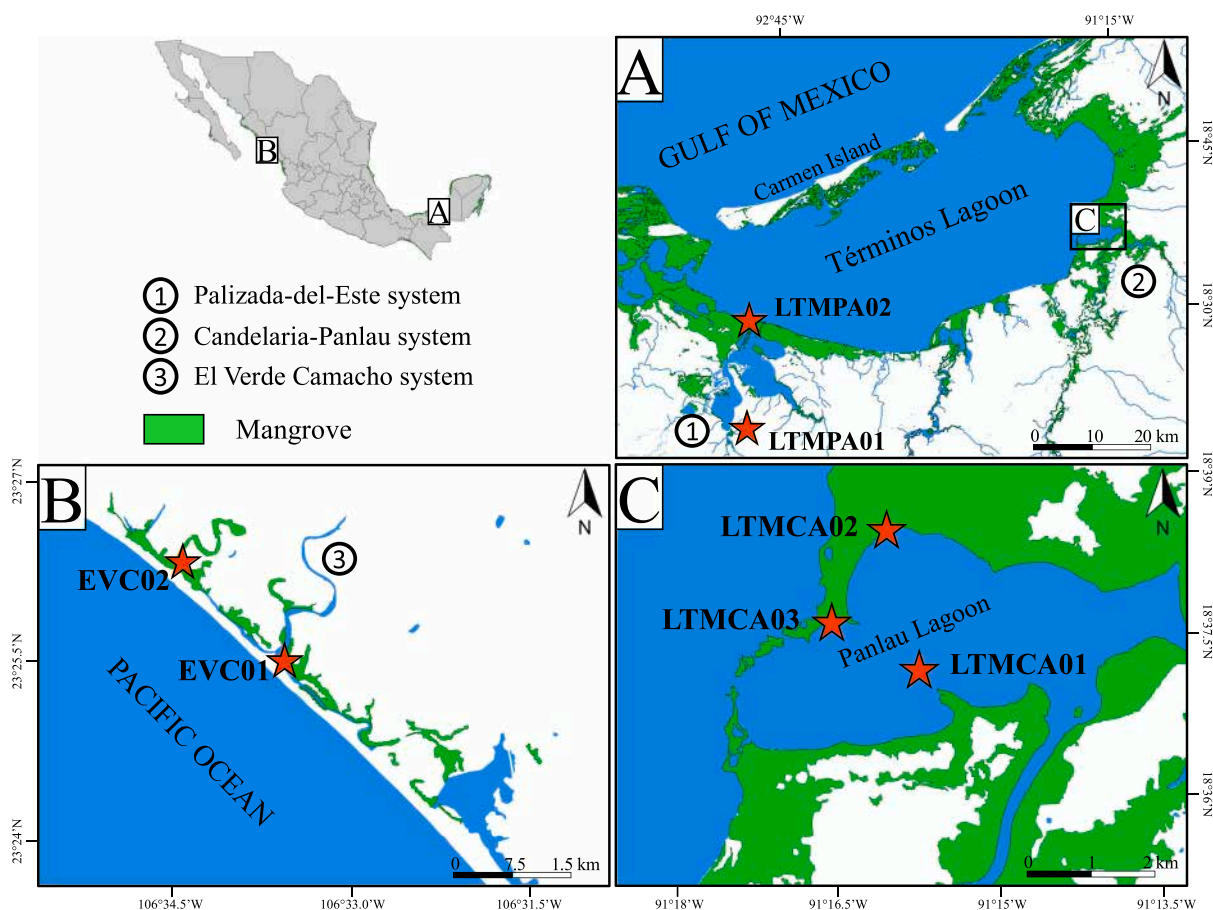 92°45'W
91°15'W
A
N
GULF OF MEXICO
Carmen Island
Términos Lagoon
C
2
18°45'N
18°30'N
LTMPA02
1
LTMPA01
0 10 20 km
B
A
1 Palizada-del-Este system
2 Candelaria-Panlau system
3 El Verde Camacho system
Mangrove
B
N
3
EVC02
EVC01
PACIFIC OCEAN
23°27'N
23°25.5'N
23°24'N
0 7.5 1.5 km
106°34.5'W
106°33.0'W
106°31.5'W
C
N
LTMCA02
LTMCA03
Panlau Lagoon
LTMCA01
18°39'N
18°37.5'N
18°36'N
0 1 2 km
91°18'W
91°16.5'W
91°15'W
91°13.5'W